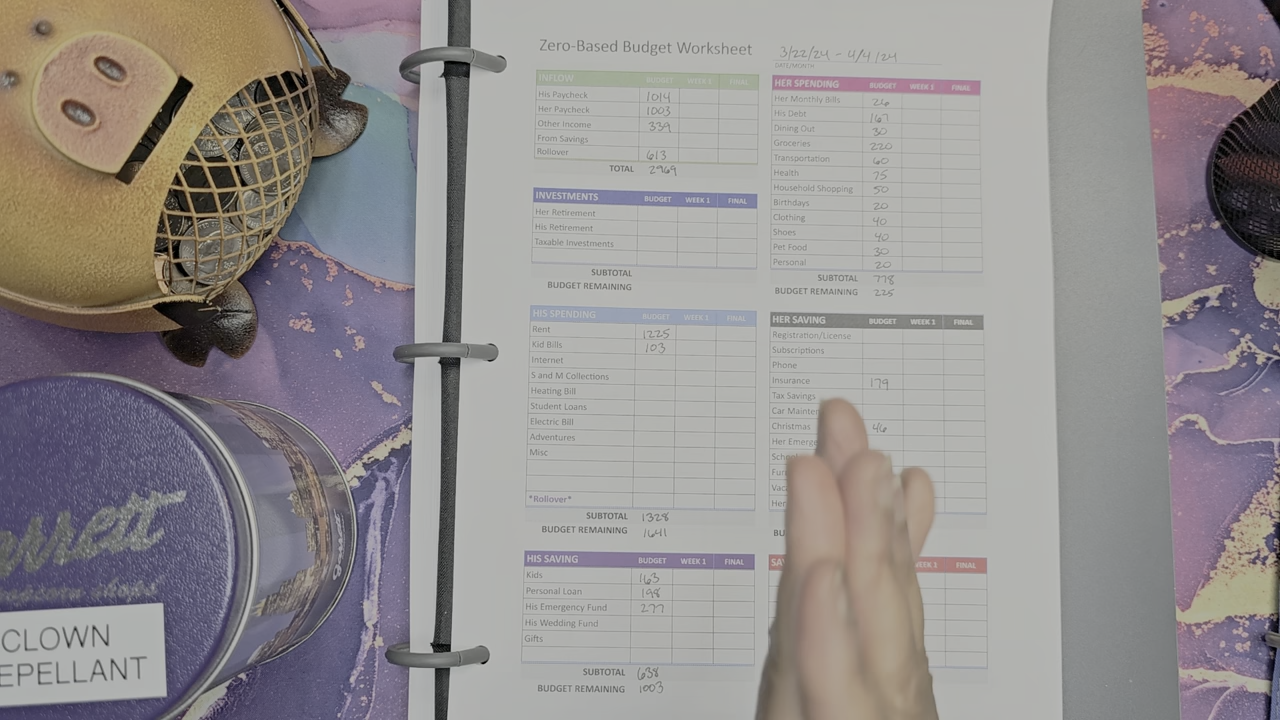 Zero-Based Budget Worksheet
3/22/24 - 4/4/24
DATE/MONTH
INFLOW BUDGET WEEK 1 FINAL
His Paycheck 1014
Her Paycheck 1003
Other Income 339
From Savings
Rollover 613
TOTAL 2969
INVESTMENTS BUDGET WEEK 1 FINAL
Her Retirement
His Retirement
Taxable Investments
SUBTOTAL
BUDGET REMAINING
HIS SPENDING BUDGET WEEK 1 FINAL
Rent 1225
Kid Bills 103
Internet
S and M Collections
Heating Bill
Student Loans
Electric Bill
Adventures
Misc
*Rollover*
SUBTOTAL 1328
BUDGET REMAINING 1641
HIS SAVING BUDGET WEEK 1 FINAL
Kids 163
Personal Loan 198
His Emergency Fund 277
His Wedding Fund
Gifts
SUBTOTAL 638
BUDGET REMAINING 1003
HER SPENDING BUDGET WEEK 1 FINAL
Her Monthly Bills 26
His Debt 167
Dining Out 30
Groceries 220
Transportation 60
Health 75
Household Shopping 50
Birthdays 20
Clothing 40
Shoes 40
Pet Food 30
Personal 20
SUBTOTAL 778
BUDGET REMAINING 225
HER SAVING BUDGET WEEK 1 FINAL
Registration/License
Subscriptions
Phone
Insurance 179
Tax Savings
Car
Christmas 46
Her
WEEK 1 FINAL
CLOWN
EPELLANT